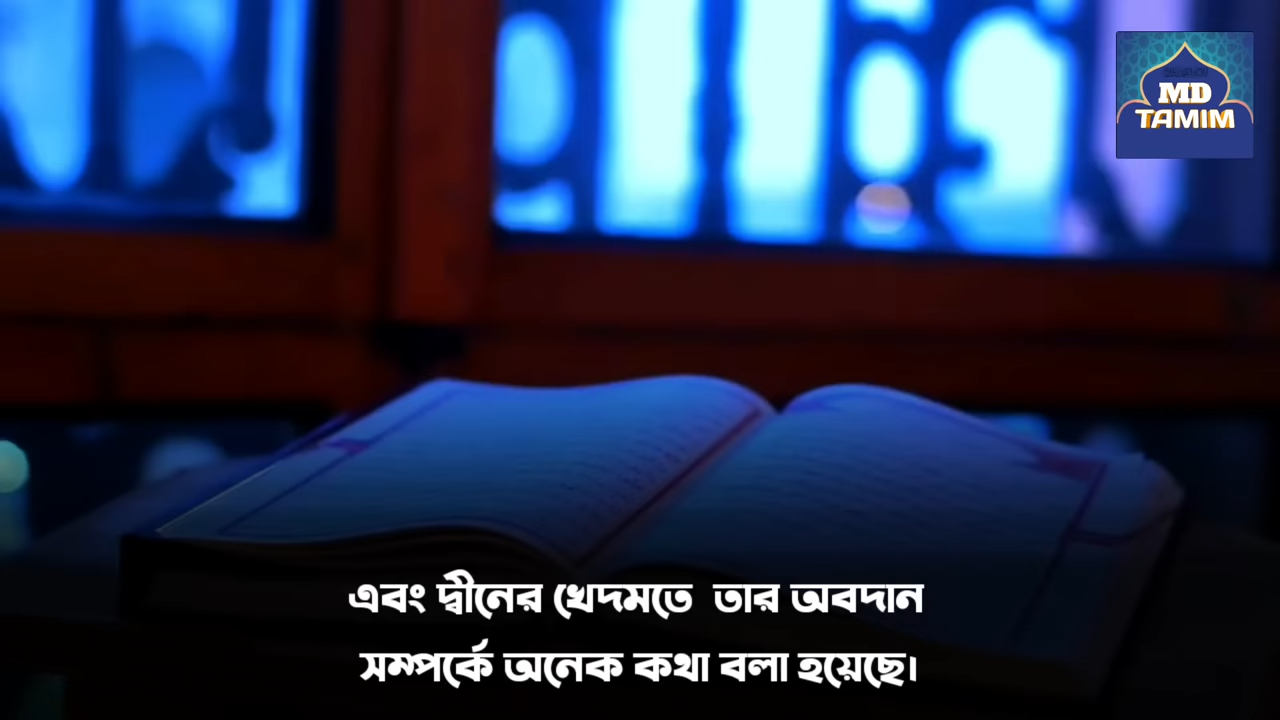 MD
TAMIM
এবং দ্বীনের খেদমতে তার অবদান
সম্পর্কে অনেক কথা বলা হয়েছে।